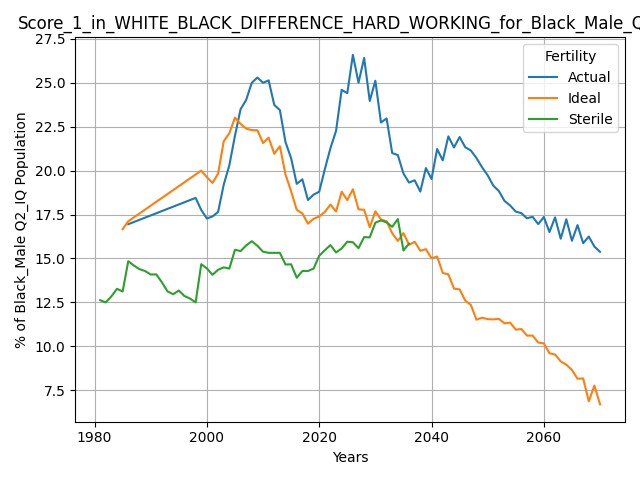 Score_1_in_WHITE_BLACK_DIFFERENCE_HARD_WORKING_for_Black_Male_Q
27.5
25.0
22.5
20.0
17.5
15.0
12.5
10.0
7.5
% of Black_Male Q2_IQ Population
Fertility
Actual
Ideal
Sterile
1980
2000
2020
2040
2060
Years